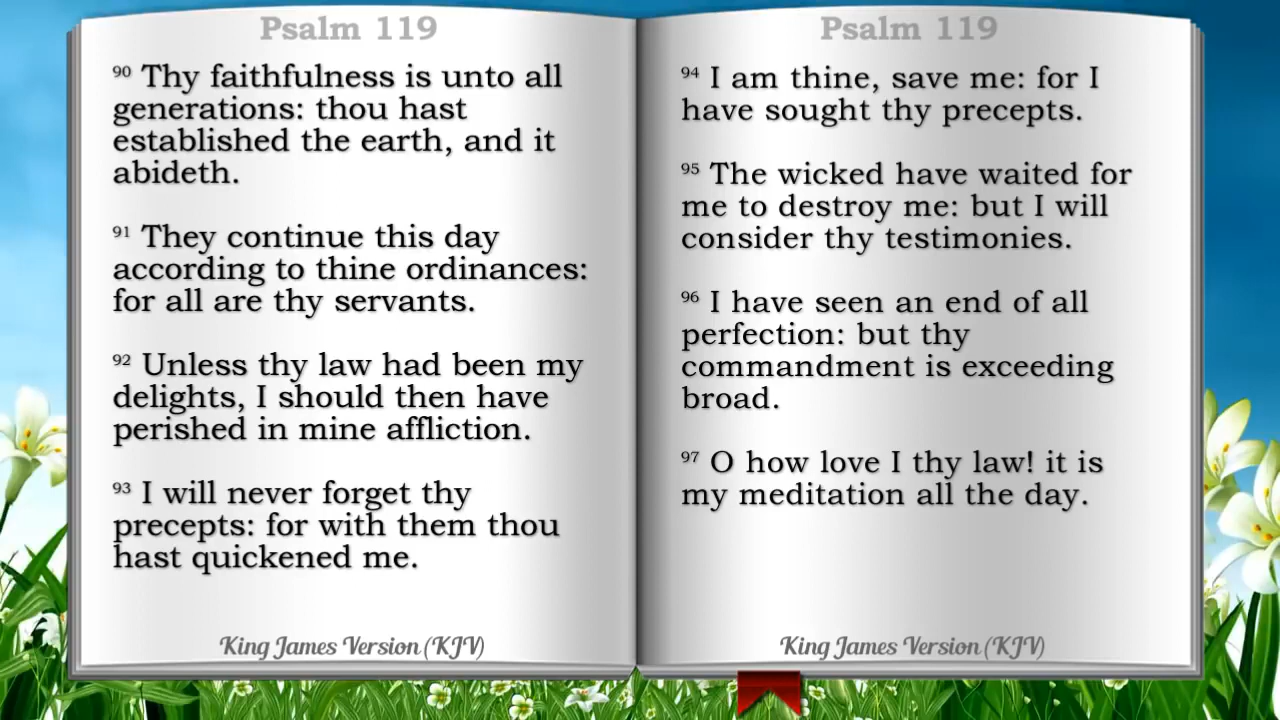 Psalm 119
⁹⁰ Thy faithfulness is unto all
generations: thou hast
established the earth, and it
abideth.
⁹¹ They continue this day
according to thine ordinances:
for all are thy servants.
⁹² Unless thy law had been my
delights, I should then have
perished in mine affliction.
⁹³ I will never forget thy
precepts: for with them thou
hast quickened me.
King James Version (KJV)
Psalm 119
⁹⁴ I am thine, save me: for I
have sought thy precepts.
⁹⁵ The wicked have waited for
me to destroy me: but I will
consider thy testimonies.
⁹⁶ I have seen an end of all
perfection: but thy
commandment is exceeding
broad.
⁹⁷ O how love I thy law! it is
my meditation all the day.
King James Version (KJV)